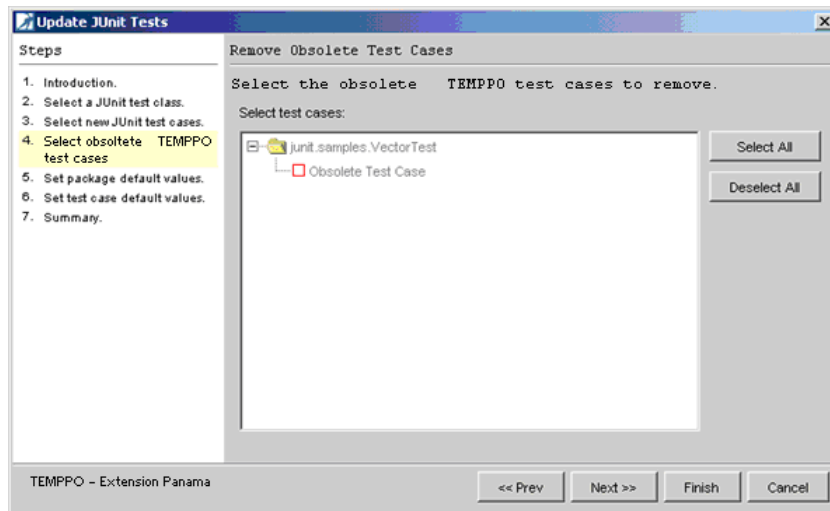 Update JUnit Tests
Steps
1. Introduction.
2. Select a JUnit test class.
3. Select new JUnit test cases.
4. Select obsoltete TEMPPO
test cases
5. Set package default values.
6. Set test case default values.
7. Summary.
Remove Obsolete Test Cases
Select the obsolete TEMPPO test cases to remove.
Select test cases:
junit.samples.VectorTest
Obsolete Test Case
Select All
Deselect All
TEMPPO - Extension Panama
<< Prev
Next >>
Finish
Cancel